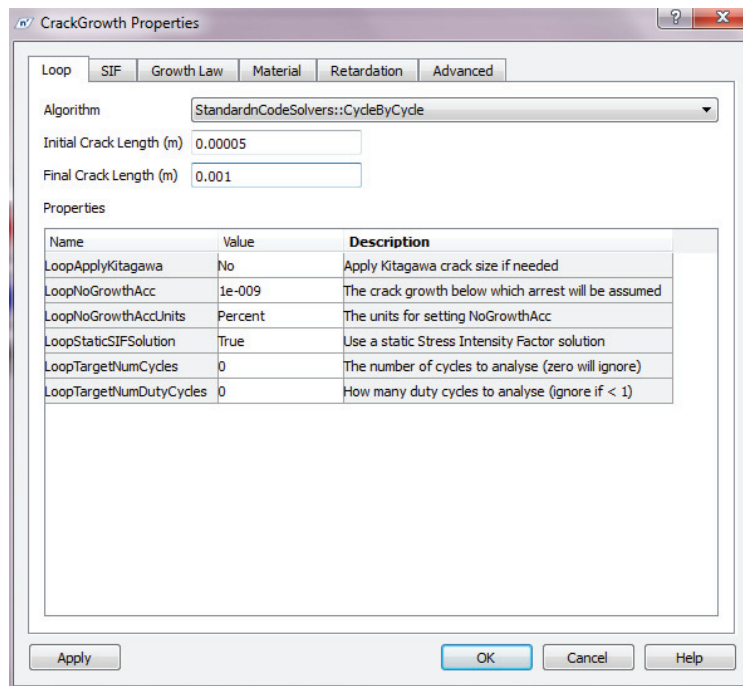 CrackGrowth Properties
Loop SIF Growth Law Material Retardation Advanced
Algorithm StandardnCodeSolvers::CycleByCycle
Initial Crack Length (m) 0.00005
Final Crack Length (m) 0.001
Properties
Name Value Description
LoopApplyKitagawa No Apply Kitagawa crack size if needed
LoopNoGrowthAcc 1e-009 The crack growth below which arrest will be assumed
LoopNoGrowthAccUnits Percent The units for setting NoGrowthAcc
LoopStaticSIFSolution True Use a static Stress Intensity Factor solution
LoopTargetNumCycles 0 The number of cycles to analyse (zero will ignore)
LoopTargetNumDutyCycles 0 How many duty cycles to analyse (ignore if < 1)
Apply OK Cancel Help